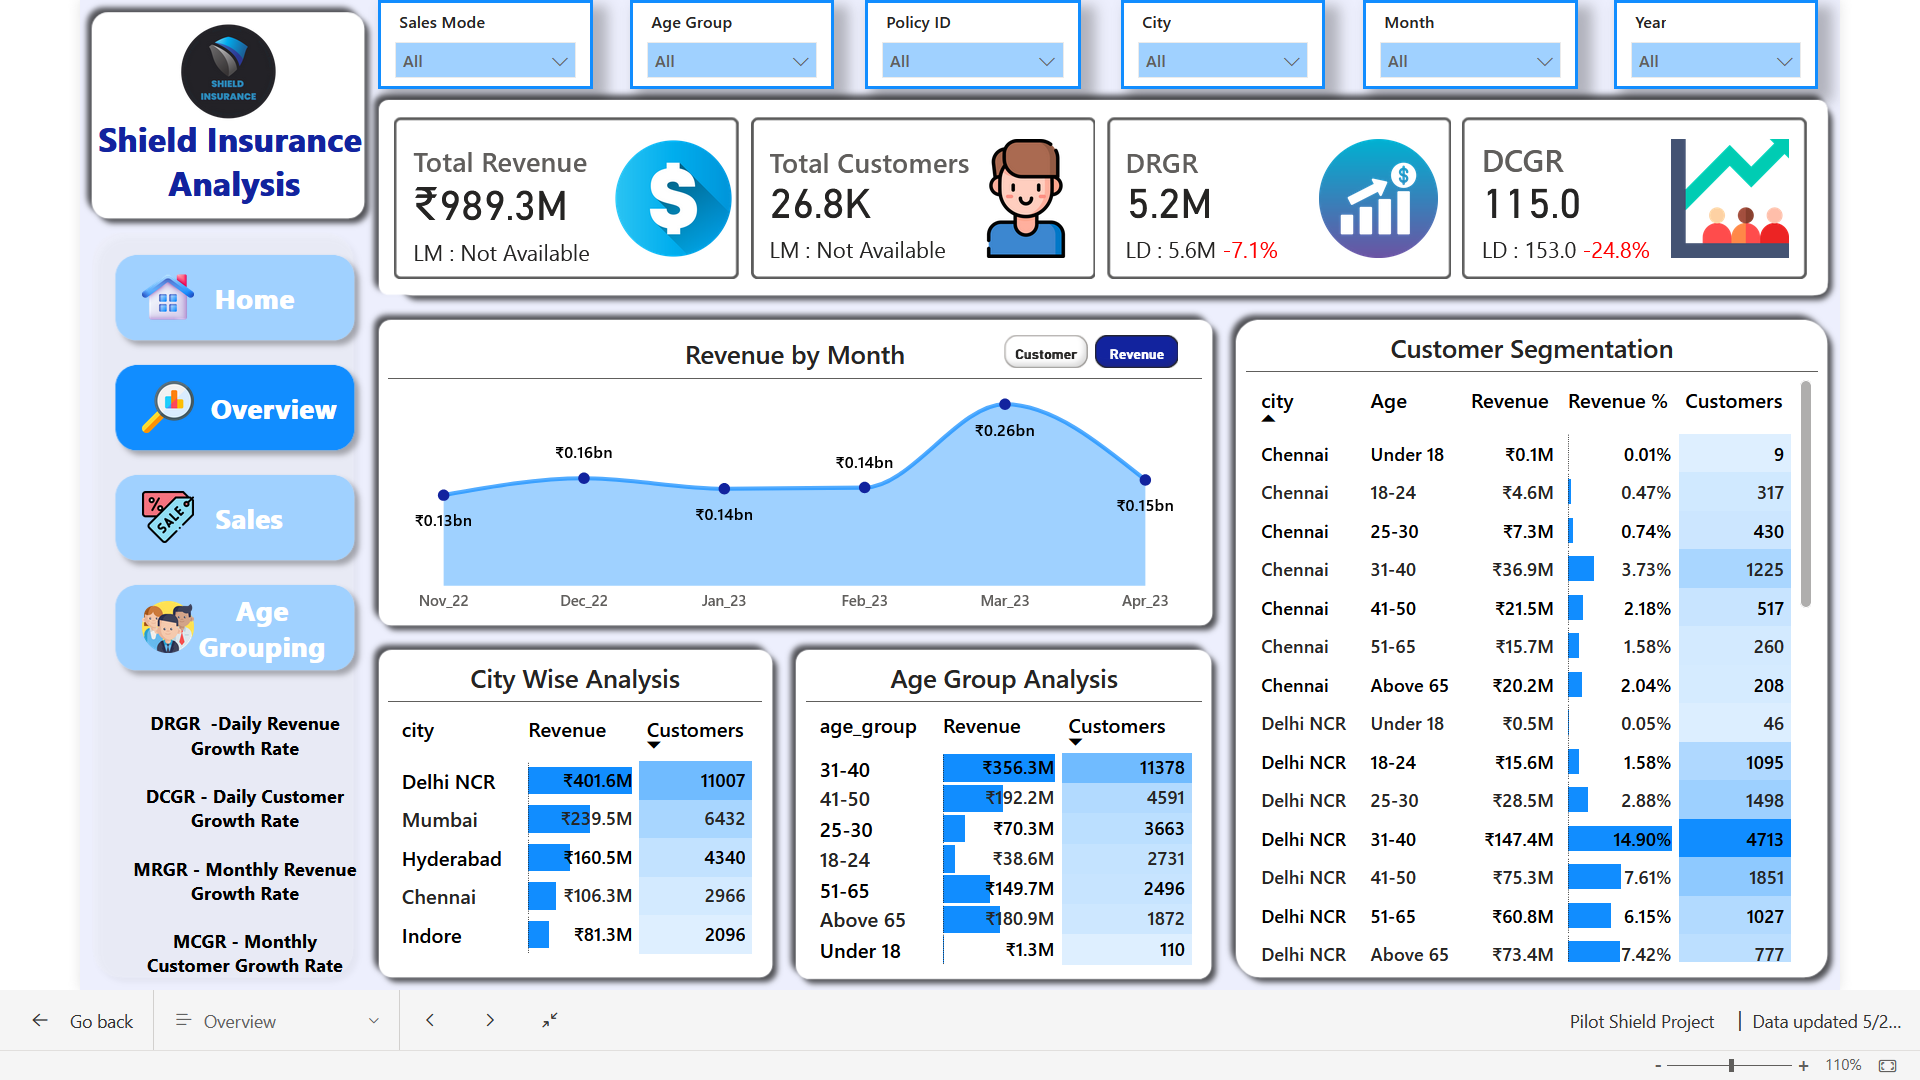 SHIELD
INSURANCE
Shield Insurance
Analysis
Sales Mode
All
Age Group
All
Policy ID
All
City
All
Month
All
Year
All
Total Revenue
₹989.3M
LM : Not Available
Total Customers
26.8K
LM : Not Available
DRGR
5.2M
LD : 5.6M -7.1%
DCGR
115.0
LD : 153.0 -24.8%
Home
Overview
SALE
Sales
Age
Grouping
DRGR -Daily Revenue
Growth Rate
DCGR - Daily Customer
Growth Rate
MRGR - Monthly Revenue
Growth Rate
MCGR - Monthly
Customer Growth Rate
Revenue by Month
Customer
Revenue
₹0.13bn
₹0.16bn
₹0.14bn
₹0.14bn
₹0.26bn
₹0.15bn
Nov_22 Dec_22 Jan_23 Feb_23 Mar_23 Apr_23
City Wise Analysis
city Revenue Customers
Delhi NCR ₹401.6M 11007
Mumbai ₹239.5M 6432
Hyderabad ₹160.5M 4340
Chennai ₹106.3M 2966
Indore ₹81.3M 2096
Age Group Analysis
age_group Revenue Customers
31-40 ₹356.3M 11378
41-50 ₹192.2M 4591
25-30 ₹70.3M 3663
18-24 ₹38.6M 2731
51-65 ₹149.7M 2496
Above 65 ₹180.9M 1872
Under 18 ₹1.3M 110
Customer Segmentation
city Age Revenue Revenue % Customers
Chennai Under 18 ₹0.1M 0.01% 9
Chennai 18-24 ₹4.6M 0.47% 317
Chennai 25-30 ₹7.3M 0.74% 430
Chennai 31-40 ₹36.9M 3.73% 1225
Chennai 41-50 ₹21.5M 2.18% 517
Chennai 51-65 ₹15.7M 1.58% 260
Chennai Above 65 ₹20.2M 2.04% 208
Delhi NCR Under 18 ₹0.5M 0.05% 46
Delhi NCR 18-24 ₹15.6M 1.58% 1095
Delhi NCR 25-30 ₹28.5M 2.88% 1498
Delhi NCR 31-40 ₹147.4M 14.90% 4713
Delhi NCR 41-50 ₹75.3M 7.61% 1851
Delhi NCR 51-65 ₹60.8M 6.15% 1027
Delhi NCR Above 65 ₹73.4M 7.42% 777
Go back
Overview
Pilot Shield Project | Data updated 5/2...
- + 110%